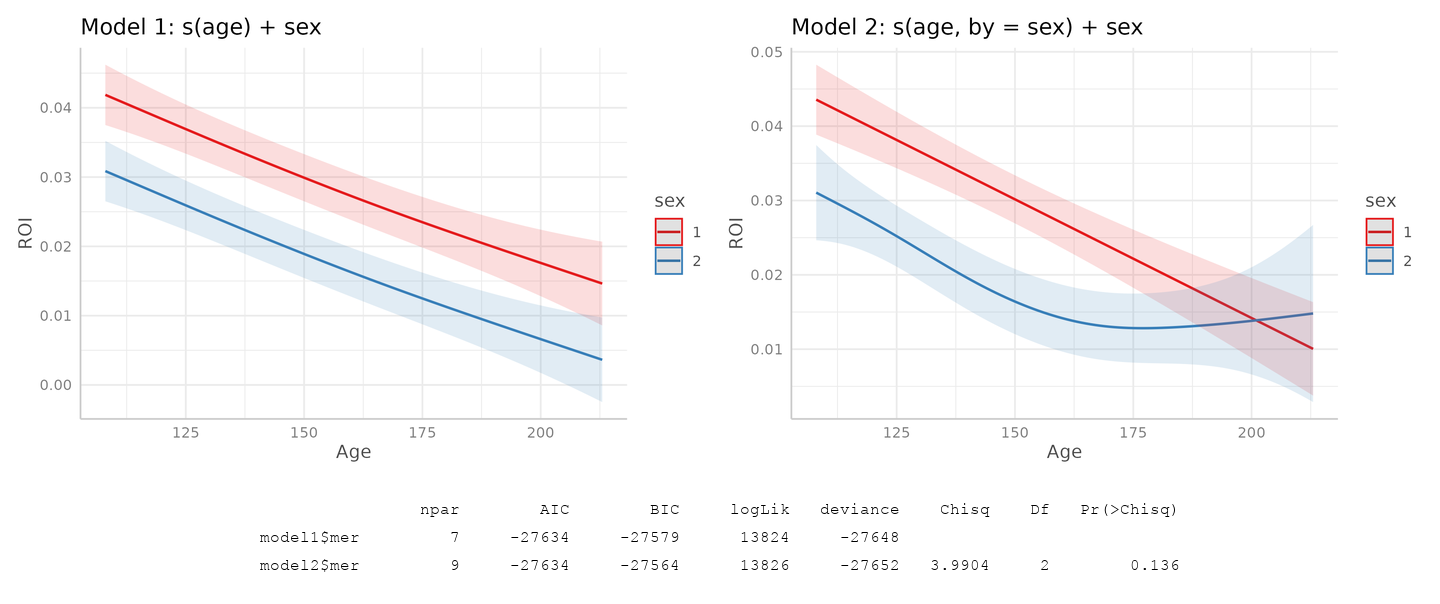 Model 1: s(age) + sex
0.04
0.03
0.02
0.01
0.00
ROI
125 150 175 200
Age
sex
1
2
Model 2: s(age, by = sex) + sex
0.05
0.04
0.03
0.02
0.01
ROI
125 150 175 200
Age
sex
1
2
npar AIC BIC logLik deviance Chisq Df Pr(>Chisq)
model1$mer 7 -27634 -27579 13824 -27648
model2$mer 9 -27634 -27564 13826 -27652 3.9904 2 0.136